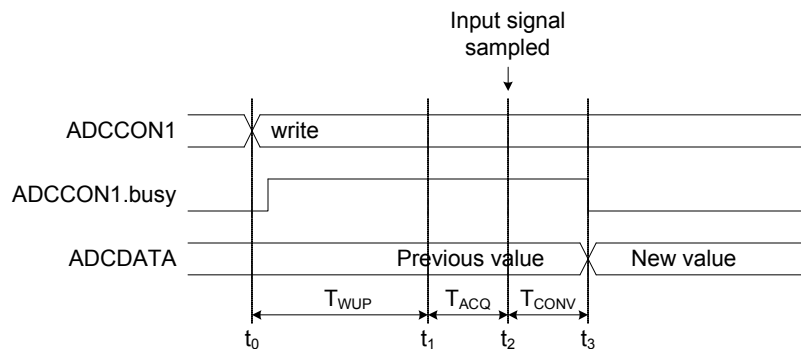 Input signal
sampled
ADCCON1
write
ADCCON1.busy
ADCDATA
Previous value
New value
TWUP
TACQ
TCONV
t0
t1
t2
t3